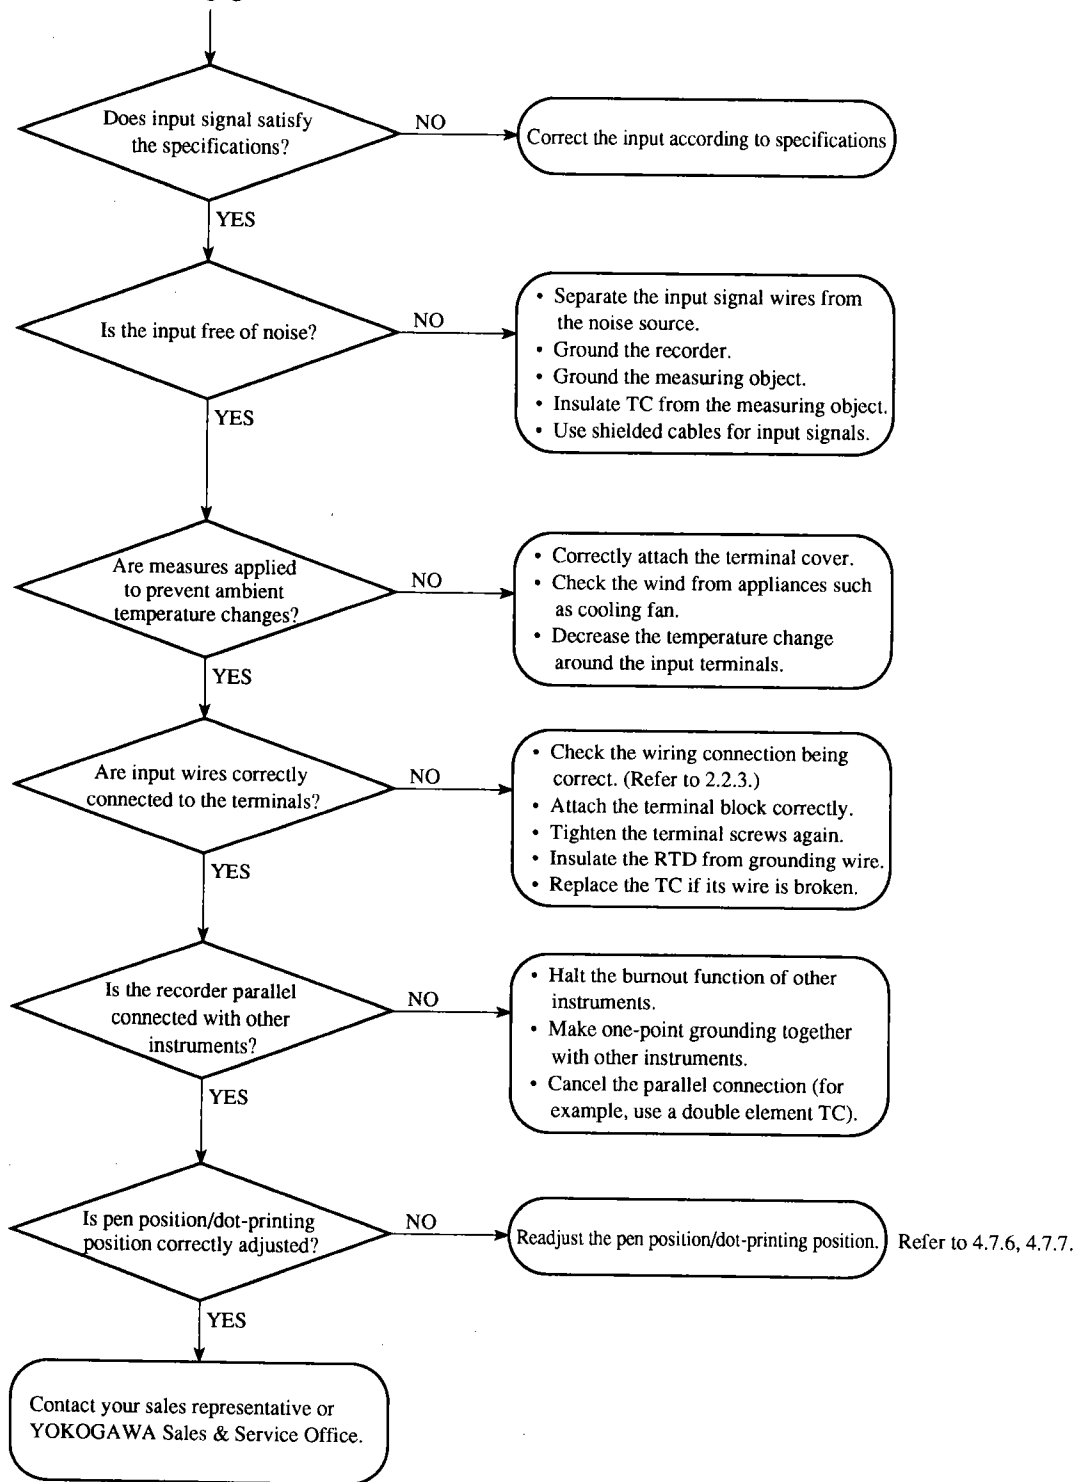 Does input signal satisfy
the specifications?
NO
Correct the input according to specifications
YES
Is the input free of noise?
NO
• Separate the input signal wires from
the noise source.
• Ground the recorder.
• Ground the measuring object.
• Insulate TC from the measuring object.
• Use shielded cables for input signals.
YES
Are measures applied
to prevent ambient
temperature changes?
NO
• Correctly attach the terminal cover.
• Check the wind from appliances such
as cooling fan.
• Decrease the temperature change
around the input terminals.
YES
Are input wires correctly
connected to the terminals?
NO
• Check the wiring connection being
correct. (Refer to 2.2.3.)
• Attach the terminal block correctly.
• Tighten the terminal screws again.
• Insulate the RTD from grounding wire.
• Replace the TC if its wire is broken.
YES
Is the recorder parallel
connected with other
instruments?
NO
• Halt the burnout function of other
instruments.
• Make one-point grounding together
with other instruments.
• Cancel the parallel connection (for
example, use a double element TC).
YES
Is pen position/dot-printing
position correctly adjusted?
NO
Readjust the pen position/dot-printing position.
Refer to 4.7.6, 4.7.7.
YES
Contact your sales representative or
YOKOGAWA Sales & Service Office.